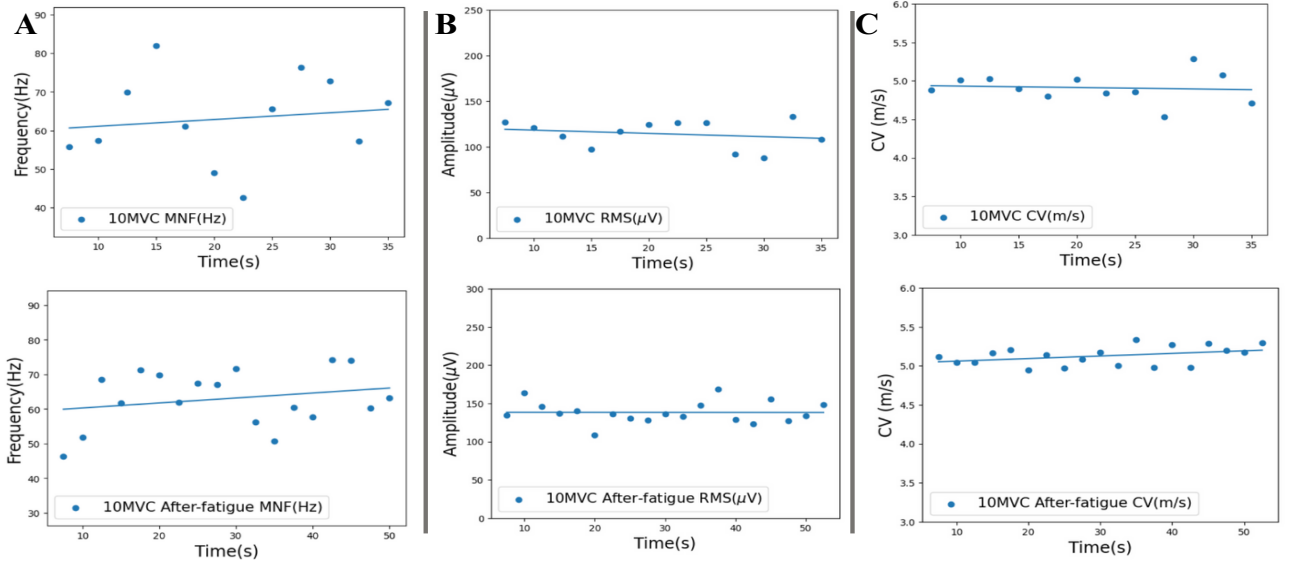 A
90
80
70
60
50
40
Frequency(Hz)
10MVC MNF(Hz)
10 15 20 25 30 35
Time(s)
B
250
200
150
100
50
0
Amplitude(μV)
10MVC RMS(μV)
10 15 20 25 30 35
Time(s)
C
6.0
5.5
5.0
4.5
4.0
3.5
3.0
CV (m/s)
10MVC CV(m/s)
10 15 20 25 30 35
Time(s)
90
80
70
60
50
40
30
Frequency(Hz)
10MVC After-fatigue MNF(Hz)
10 20 30 40 50
Time(s)
300
250
200
150
100
50
0
Amplitude(μV)
10MVC After-fatigue RMS(μV)
10 20 30 40 50
Time(s)
6.0
5.5
5.0
4.5
4.0
3.5
3.0
CV (m/s)
10MVC After-fatigue CV(m/s)
10 20 30 40 50
Time(s)